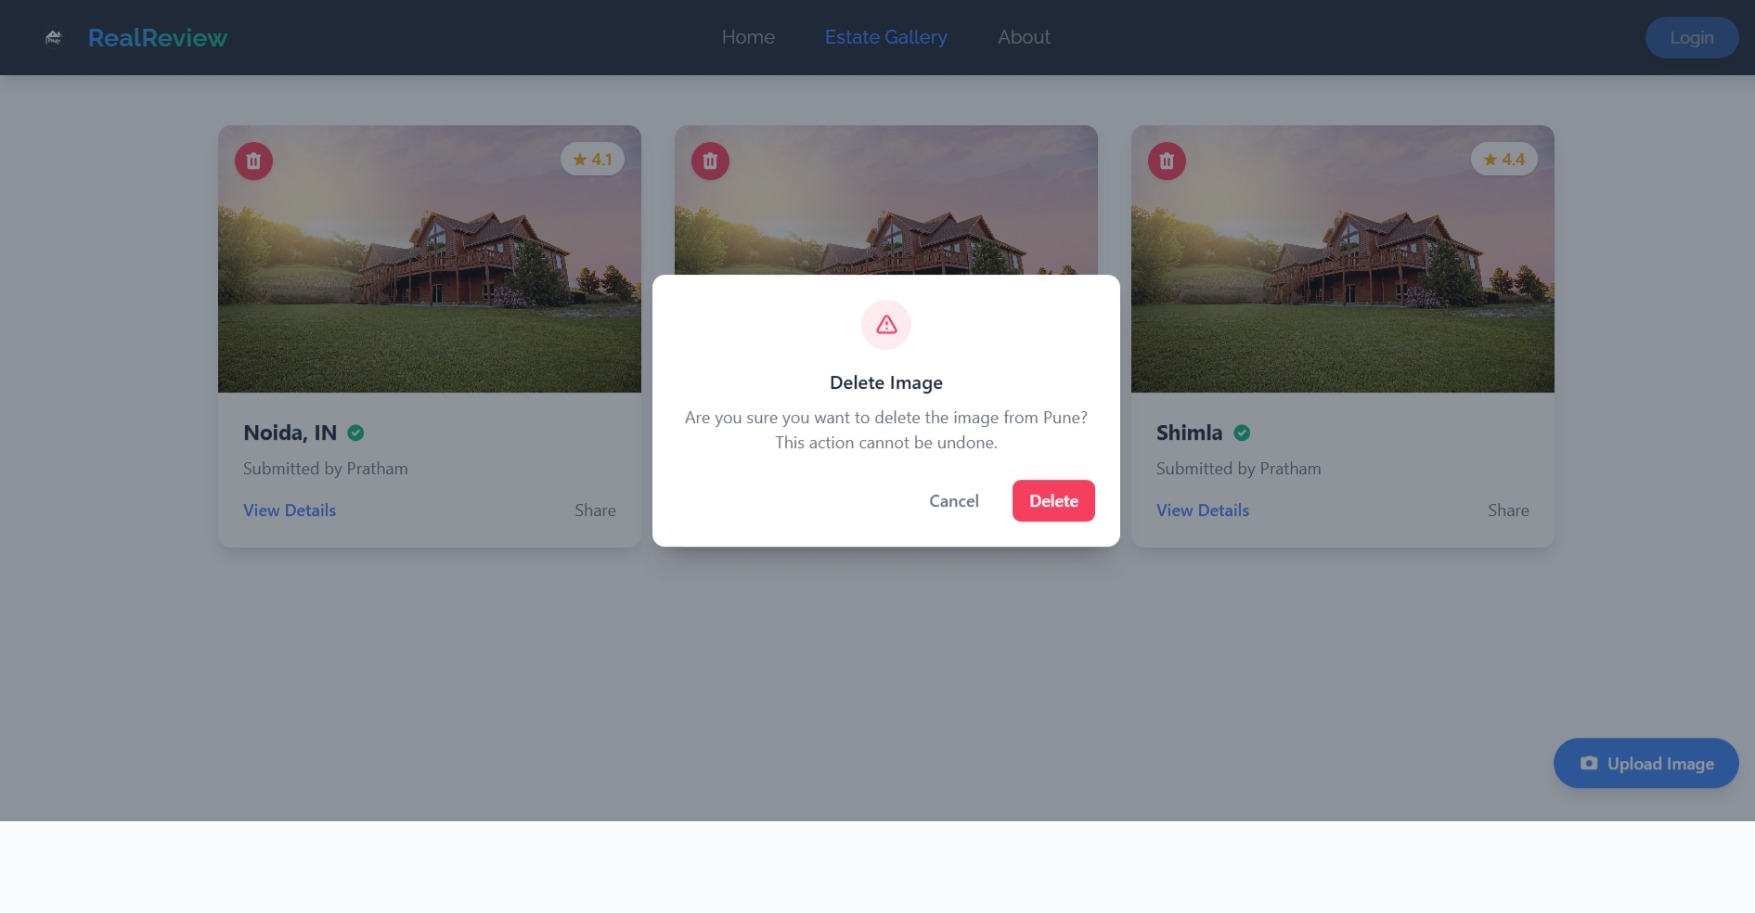 RealReview
Home
Estate Gallery
About
Login
4.1
4.4
Delete Image
Are you sure you want to delete the image from Pune?
This action cannot be undone.
Cancel
Delete
Noida, IN
Submitted by Pratham
View Details
Share
Shimla
Submitted by Pratham
View Details
Share
Upload Image